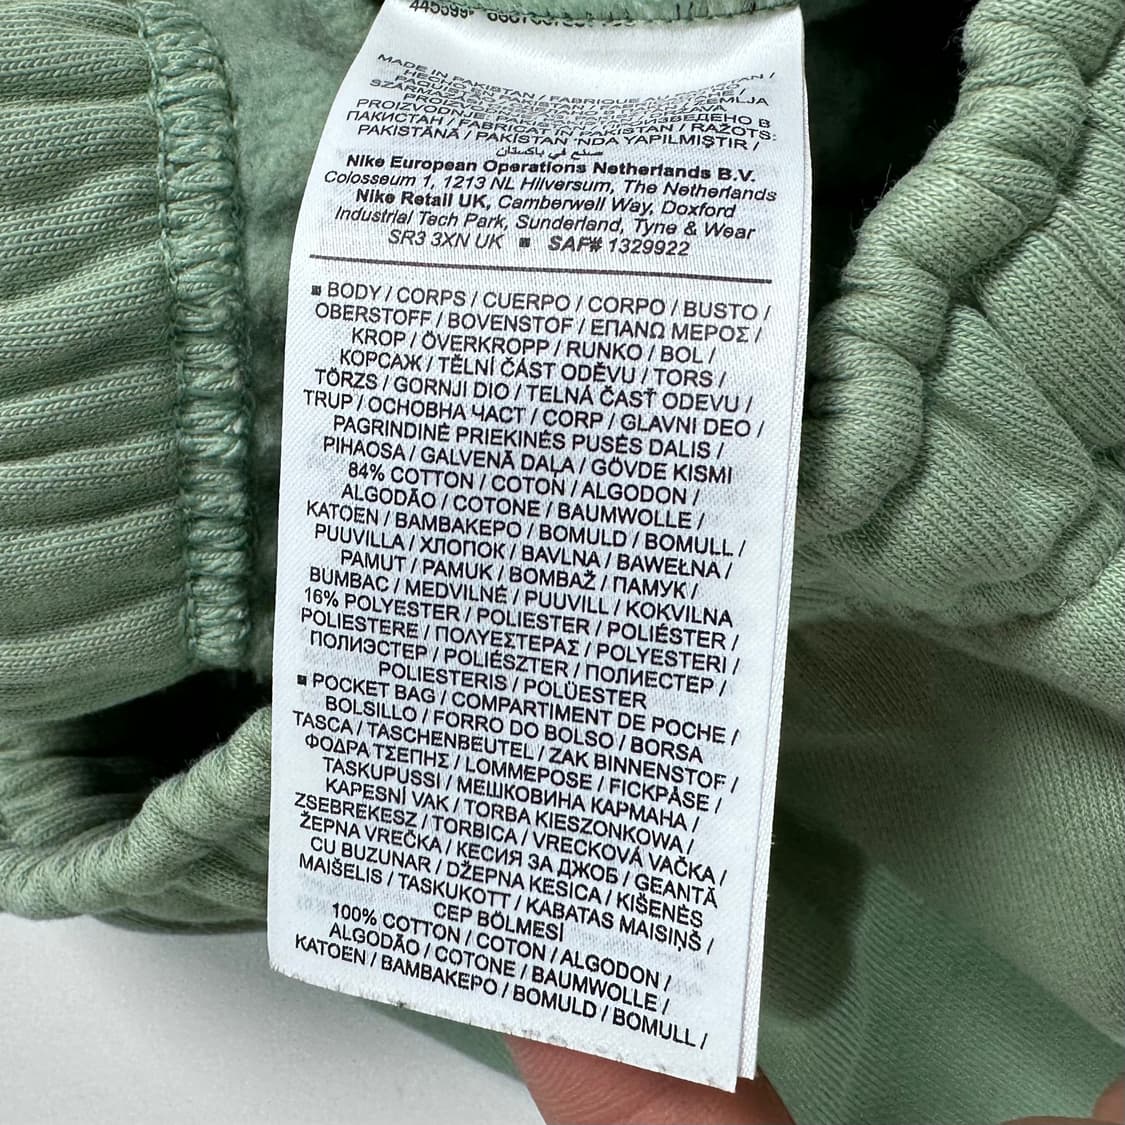 MADE IN PAKISTAN / FABRIQUE AU PAKISTAN /
HECHO EN PAKISTAN /
PROIZVODNJE:
ПАКИСТАН / FABRICAT IN PAKISTAN / RAŽOTS:
PAKISTĀNĀ / PAKISTAN 'NDA YAPILMIŞTIR /
صنع في باكستان
Nike European Operations Netherlands B.V.
Colosseum 1, 1213 NL Hilversum, The Netherlands
Nike Retail UK, Camberwell Way, Doxford
Industrial Tech Park, Sunderland, Tyne & Wear
SR3 3XN UK ■ SAF# 1329922
■ BODY / CORPS / CUERPO / CORPO / BUSTO /
OBERSTOFF / BOVENSTOF / ΕΠΑΝΩ ΜΕΡΟΣ /
KROP / ÖVERKROPP / RUNKO / BOL /
КОРСАЖ / TĚLNÍ ČÁST ODĚVU / TORS /
TÖRZS / GORNJI DIO / TELNÁ ČASŤ ODEVU /
TRUP / ОСНОВНА ЧАСТ / CORP / GLAVNI DEO /
PAGRINDINĖ PRIEKINĖS PUSĖS DALIS /
PIHAOSA / GALVENĀ DAĻA / GÖVDE KISMI
84% COTTON / COTON / ALGODON /
ALGODÃO / COTONE / BAUMWOLLE /
KATOEN / ΒΑΜΒΑΚΕΡΟ / BOMULD / BOMULL /
PUUVILLA / ХЛОПОК / BAVLNA / BAWEŁNA /
PAMUT / PAMUK / BOMBAŽ / ПАМУК /
BUMBAC / MEDVILNĖ / PUUVILL / KOKVILNA
16% POLYESTER / POLIESTER / POLIÉSTER /
POLIESTERE / ΠΟΛΥΕΣΤΕΡΑΣ / POLYESTERI /
ПОЛИЭСТЕР / POLIÉSZTER / ПОЛИЕСТЕР /
POLIESTERIS / POLÜESTER
■ POCKET BAG / COMPARTIMENT DE POCHE /
BOLSILLO / FORRO DO BOLSO / BORSA
TASCA / TASCHENBEUTEL / ZAK BINNENSTOF /
ΦΟΔΡΑ ΤΣΕΠΗΣ / LOMMEPOSE / FICKPÅSE /
TASKUPUSSI / МЕШКОВИНА КАРМАНА /
KAPESNÍ VAK / TORBA KIESZONKOWA /
ZSEBREKESZ / TORBICA / VRECKOVÁ VAČKA /
ŽEPNA VREČKA / КЕСИЯ ЗА ДЖОБ / GEANTĂ
CU BUZUNAR / DŽEPNA KESICA / KIŠENĖS
MAIŠELIS / TASKUKOTT / KABATAS MAISIŅŠ /
CEP BÖLMESİ
100% COTTON / COTON / ALGODON /
ALGODÃO / COTONE / BAUMWOLLE /
KATOEN / ΒΑΜΒΑΚΕΡΟ / BOMULD / BOMULL /